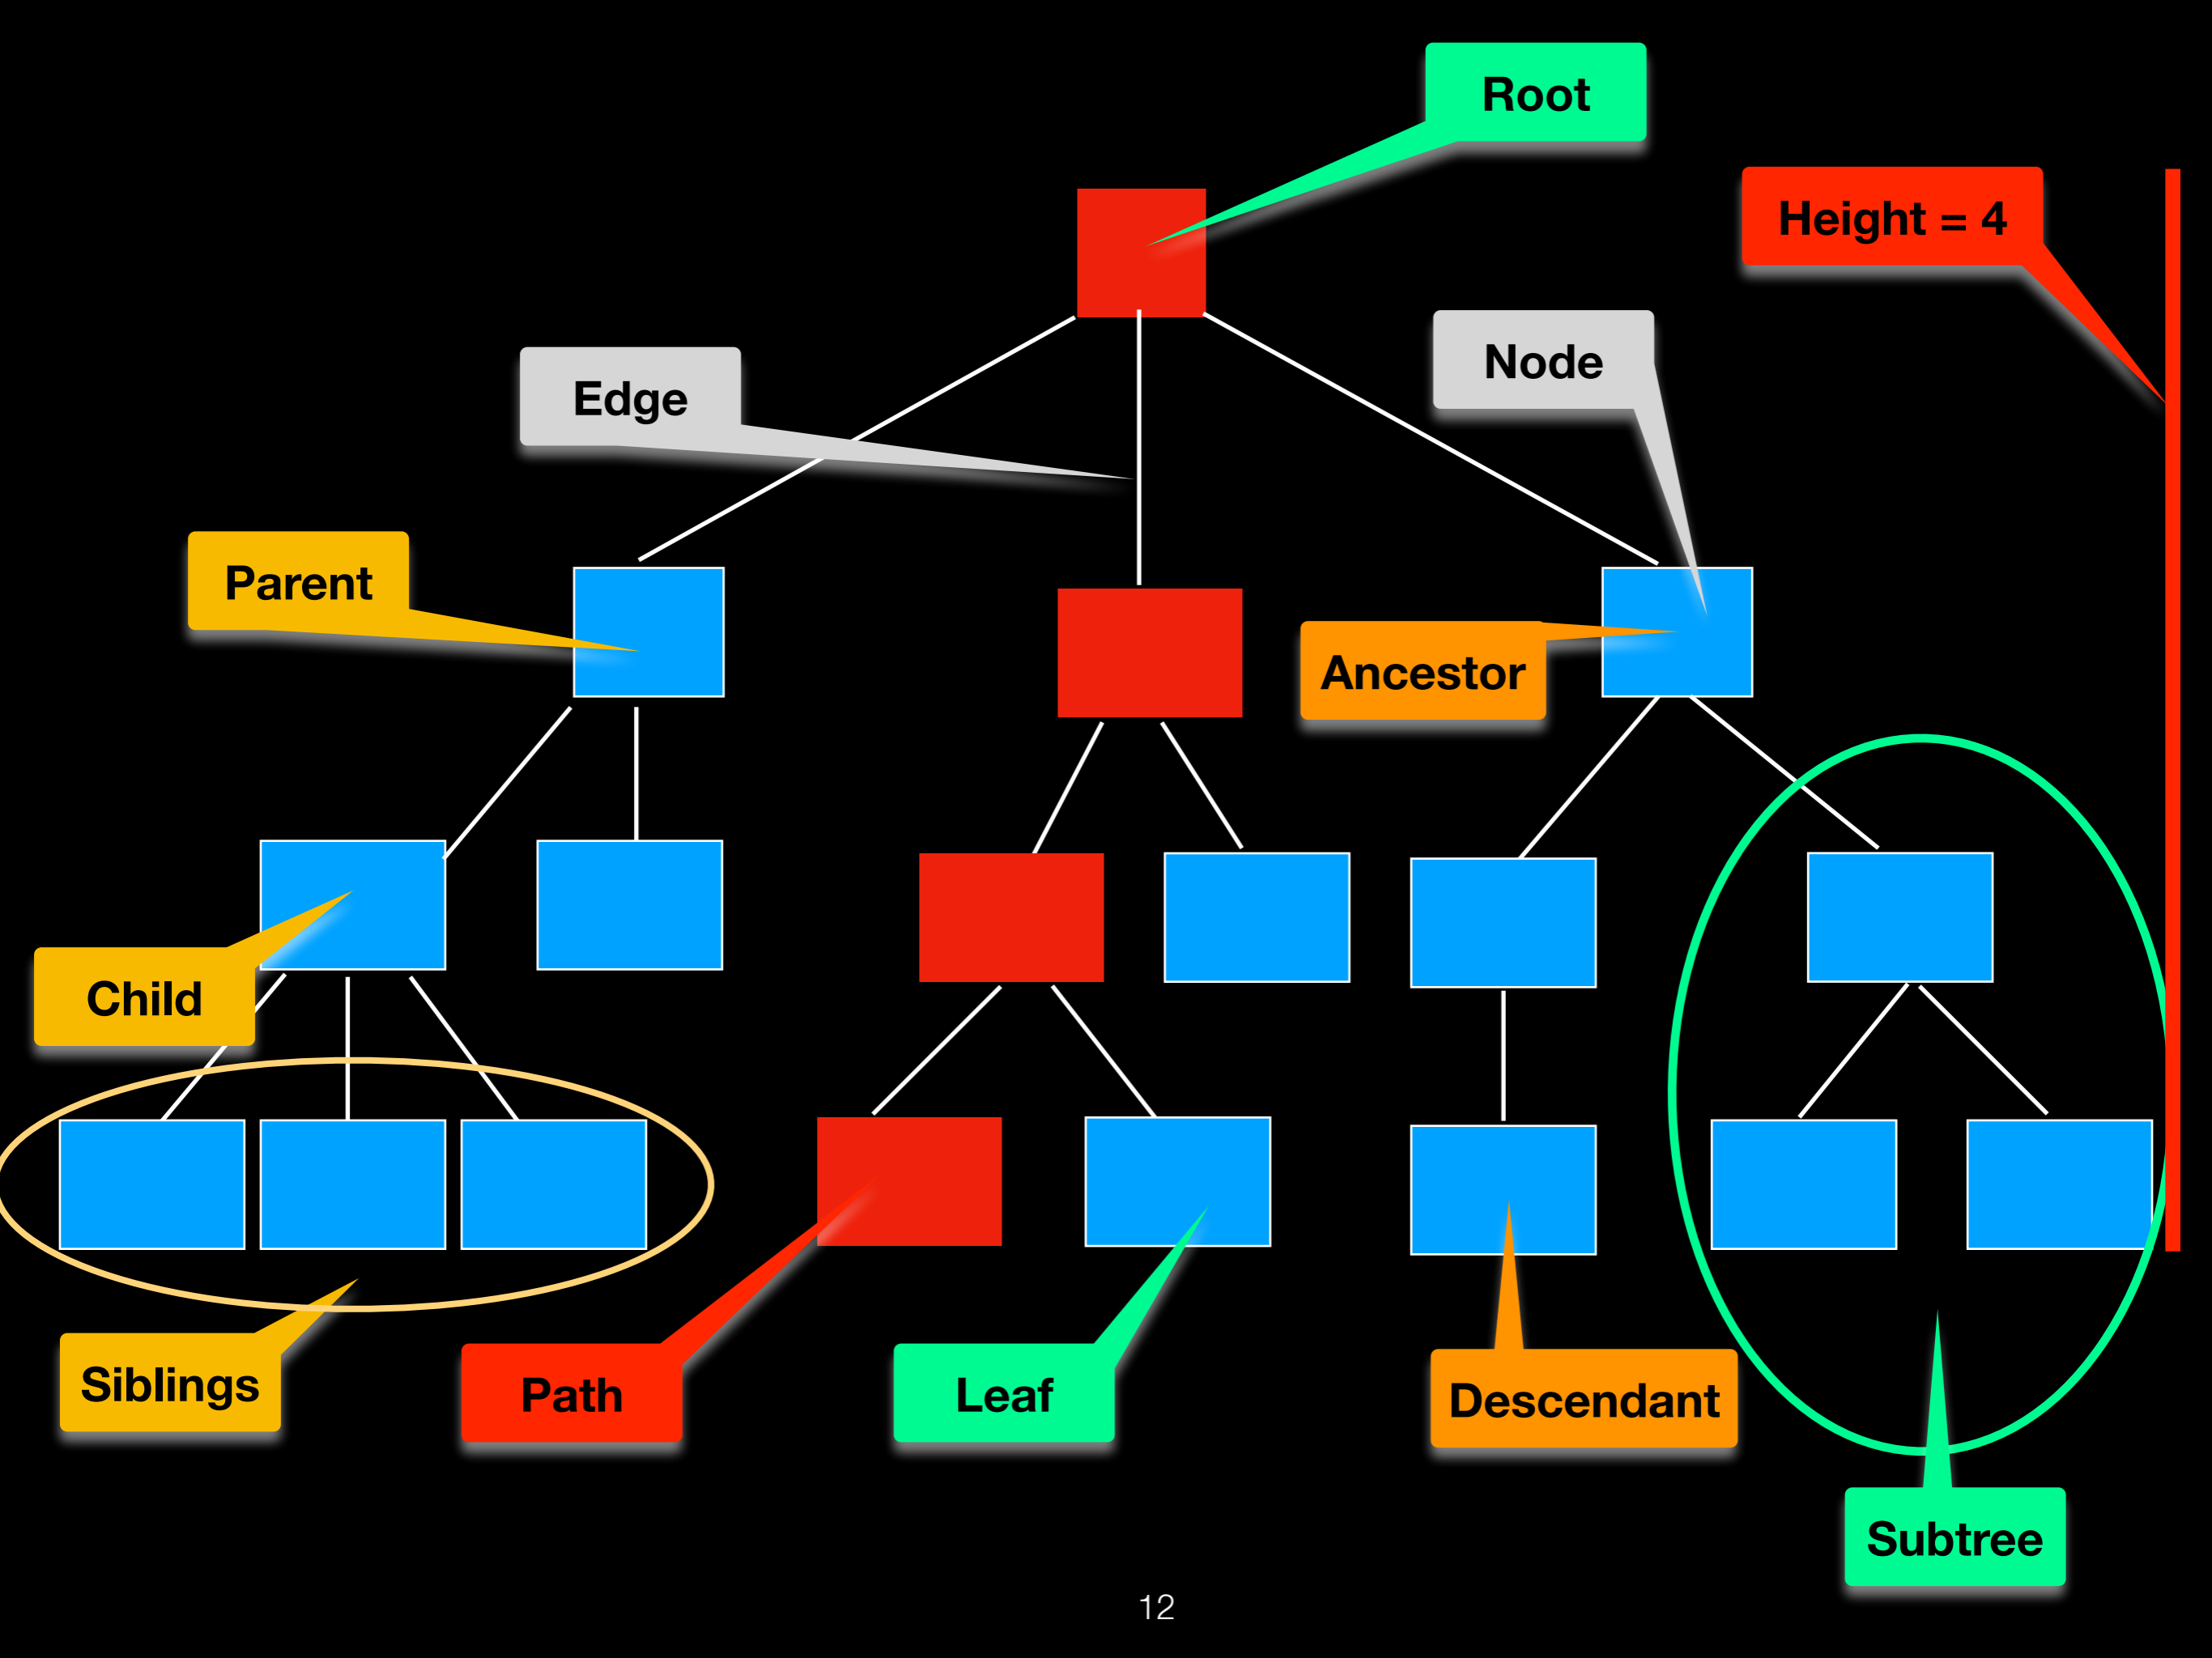 Root
Height = 4
Node
Edge
Parent
Ancestor
Child
Siblings
Path
Leaf
Descendant
Subtree
12